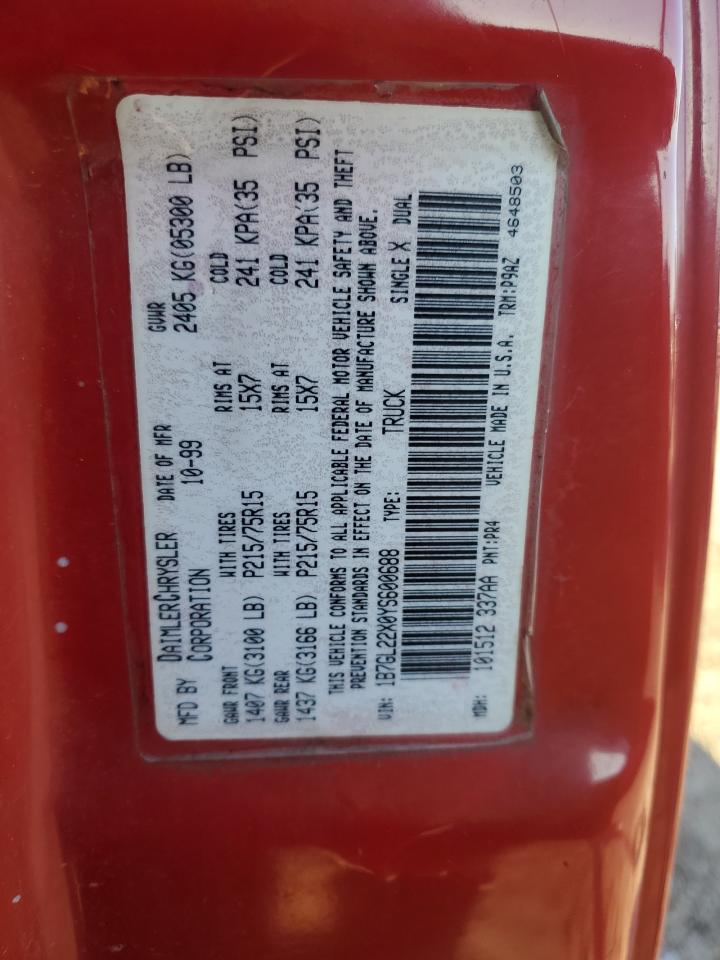 MFD BY DAIMLERCHRYSLER CORPORATION DATE OF MFR 10-99 GVWR 2405 KG(05300 LB)
GAWR FRONT WITH TIRES RIMS AT COLD
1407 KG(3100 LB) P215/75R15 15X7 241 KPA(35 PSI)
GAWR REAR WITH TIRES RIMS AT COLD
1437 KG(3166 LB) P215/75R15 15X7 241 KPA(35 PSI)
THIS VEHICLE CONFORMS TO ALL APPLICABLE FEDERAL MOTOR VEHICLE SAFETY AND THEFT
PREVENTION STANDARDS IN EFFECT ON THE DATE OF MANUFACTURE SHOWN ABOVE.
VIN: 1B7GL22X0YS600688 TYPE: TRUCK SINGLE X DUAL
MDH: 101512 337AA PNT:PR4 VEHICLE MADE IN U.S.A. TRM:P9AZ 4648503